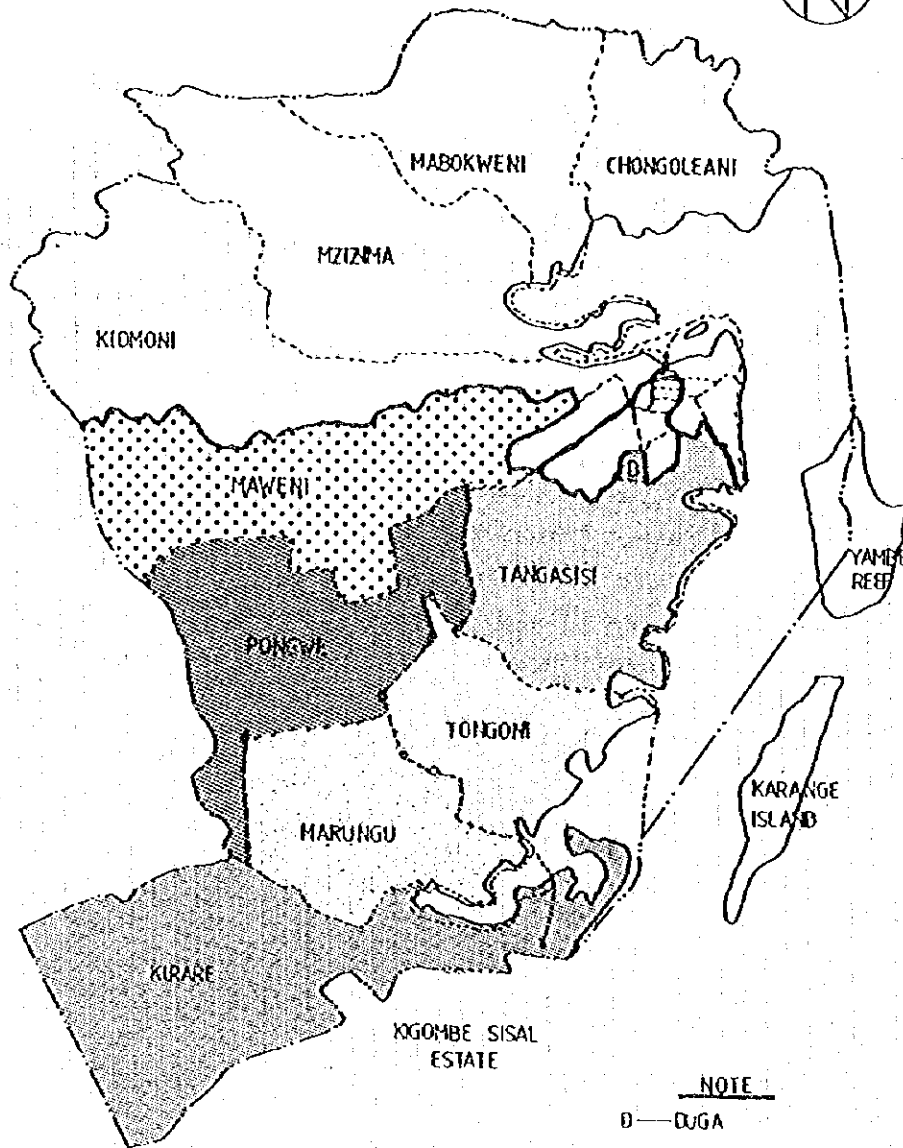 N
MABOKWENI
CHONGOLEANI
MZIZIMA
KIOMONI
MAWENI
D
TANGASISI
YAMBE
REEF
PONGWE
TONGONI
KARANGE
ISLAND
MARUNGU
KIRARE
KIGOMBE SISAL
ESTATE
NOTE
D — DUGA